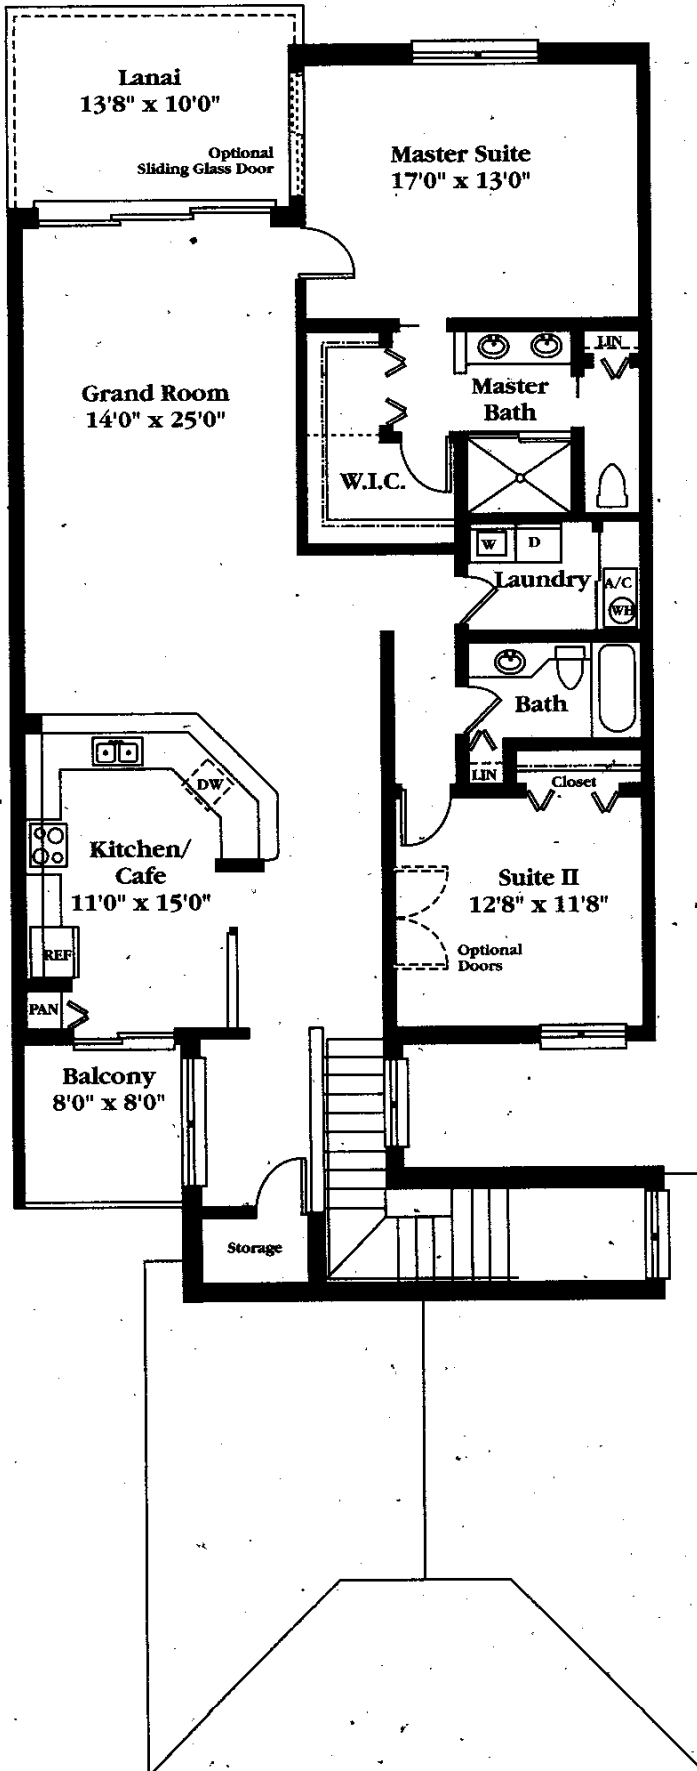 Lanai
13'8" x 10'0"
Optional
Sliding Glass Door
Master Suite
17'0" x 13'0"
LIN
Master
Bath
Grand Room
14'0" x 25'0"
W.I.C.
W
D
Laundry
A/C
WH
Bath
LIN
Closet
DW
Kitchen/
Cafe
11'0" x 15'0"
Suite II
12'8" x 11'8"
Optional
Doors
REF
PAN
Balcony
8'0" x 8'0"
Storage